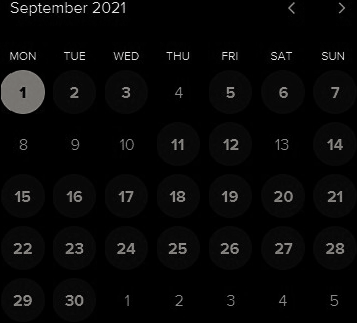 September 2021
MON TUE WED THU FRI SAT SUN
1 2 3 4 5 6 7
8 9 10 11 12 13 14
15 16 17 18 19 20 21
22 23 24 25 26 27 28
29 30 1 2 3 4 5